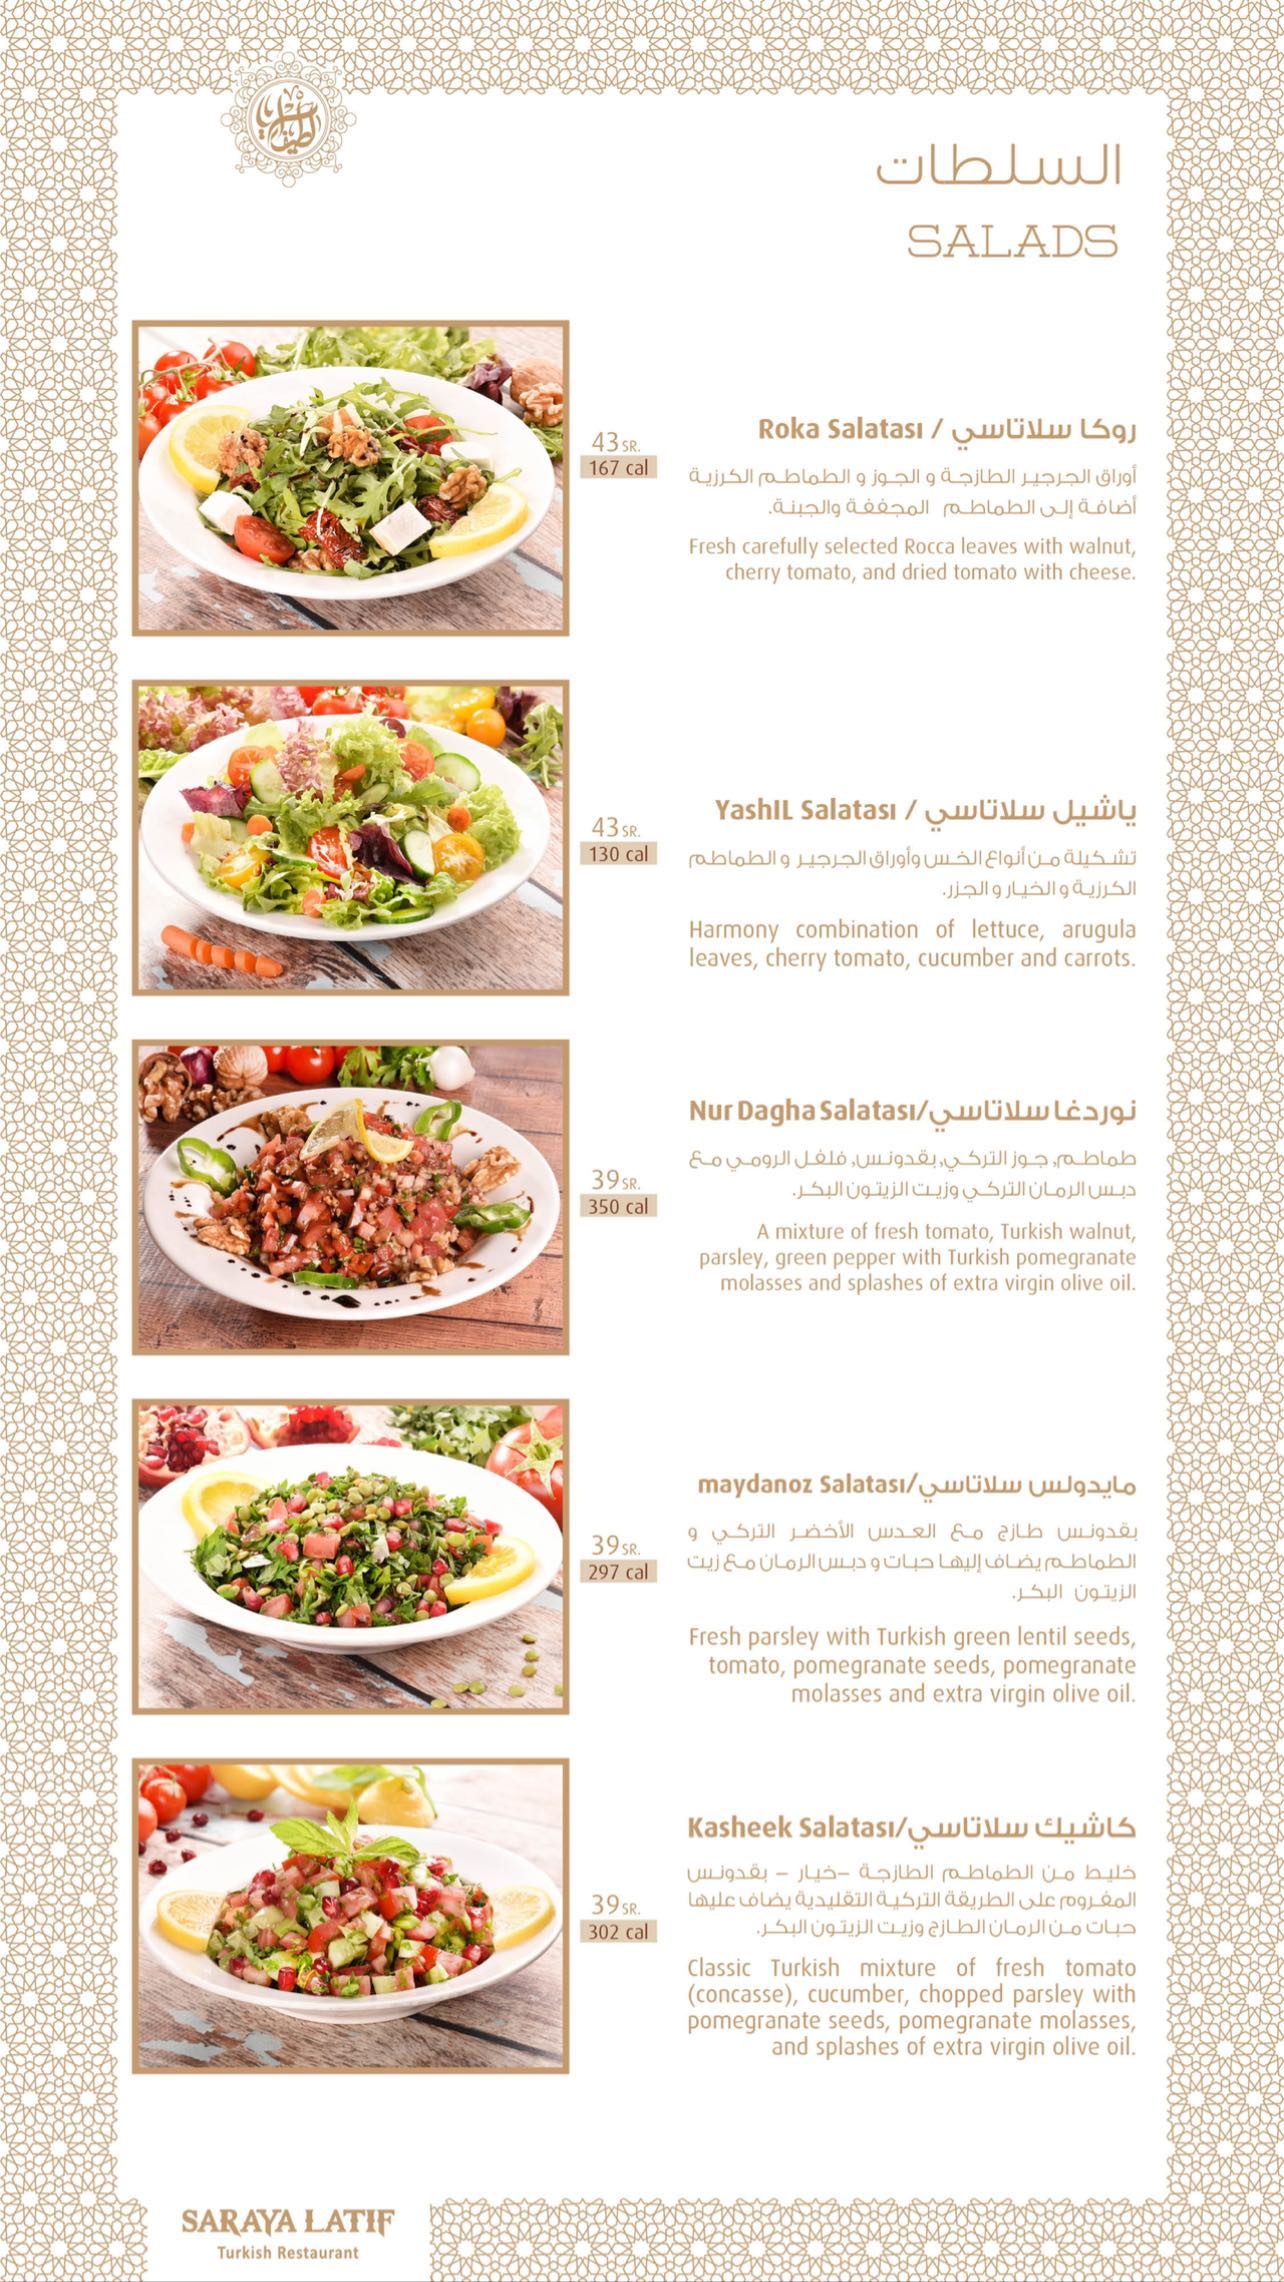 السلطات
SALADS
Roka Salatası / روكا سلاتاسي
43 SR.
167 cal
أوراق الجرجير الطازجة و الجوز و الطماطم الكرزية
أضافة إلى الطماطم المجففة والجبنة.
Fresh carefully selected Rocca leaves with walnut,
cherry tomato, and dried tomato with cheese.
YashIL Salatası / ياشيل سلاتاسي
43 SR.
130 cal
تشكيلة من أنواع الخس وأوراق الجرجير و الطماطم
الكرزية و الخيار و الجزر.
Harmony combination of lettuce, arugula
leaves, cherry tomato, cucumber and carrots.
Nur Dagha Salatası/نوردغا سلاتاسي
39 SR.
350 cal
طماطم, جوز التركي, بقدونس, فلفل الرومي مع
دبس الرمان التركي وزيت الزيتون البكر.
A mixture of fresh tomato, Turkish walnut,
parsley, green pepper with Turkish pomegranate
molasses and splashes of extra virgin olive oil.
maydanoz Salatası/مايدولس سلاتاسي
39 SR.
297 cal
بقدونس طازج مع العدس الأخضر التركي و
الطماطم يضاف إليها حبات و دبس الرمان مع زيت
الزيتون البكر.
Fresh parsley with Turkish green lentil seeds,
tomato, pomegranate seeds, pomegranate
molasses and extra virgin olive oil.
Kasheek Salatası/كاشيك سلاتاسي
39 SR.
302 cal
خليط من الطماطم الطازجة –خيار – بقدونس
المفروم على الطريقة التركية التقليدية يضاف عليها
حبات من الرمان الطازج وزيت الزيتون البكر.
Classic Turkish mixture of fresh tomato
(concasse), cucumber, chopped parsley with
pomegranate seeds, pomegranate molasses,
and splashes of extra virgin olive oil.
SARAYA LATIF
Turkish Restaurant